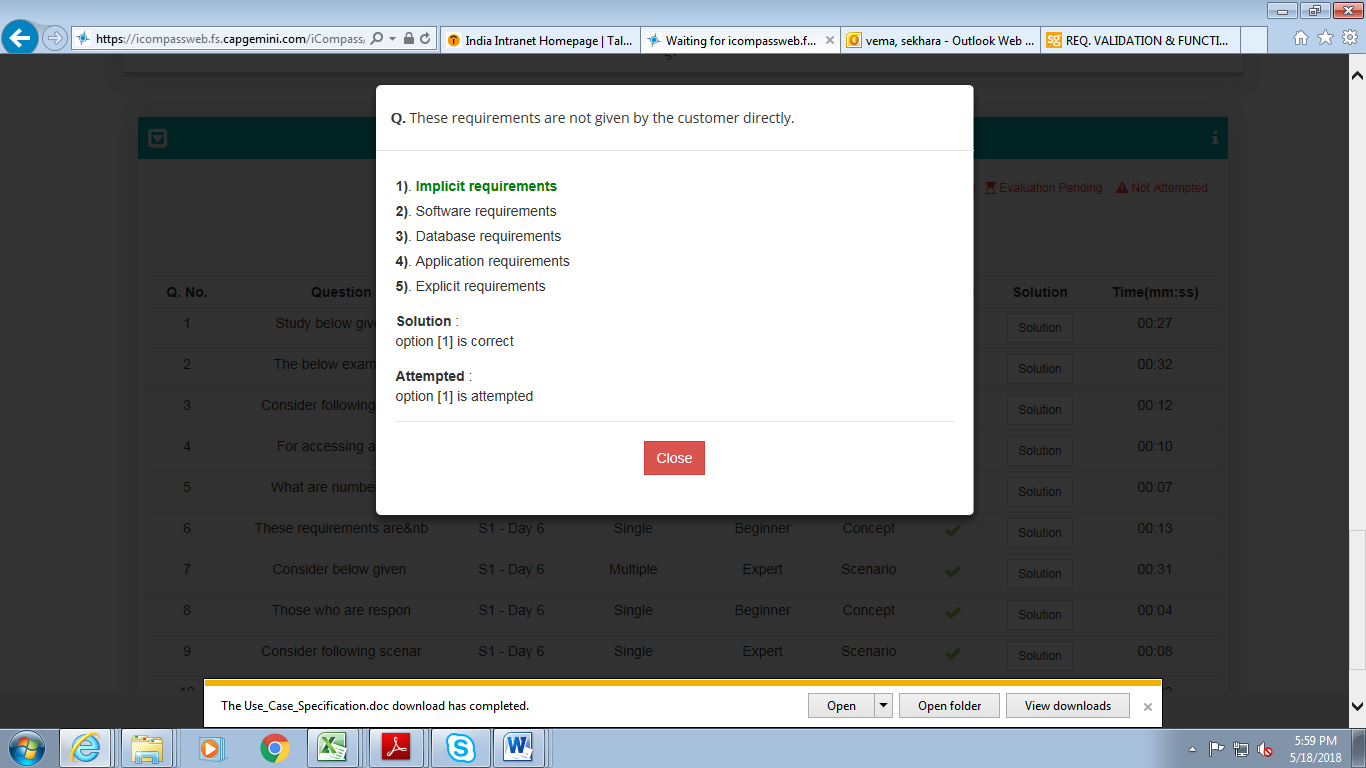 https://icompassweb.fs.capgemini.com/iCompass/
India Intranet Homepage | Tal...
Waiting for icompassweb.f...
vema, sekhara - Outlook Web ...
REQ. VALIDATION & FUNCTI...
Q. These requirements are not given by the customer directly.
1). Implicit requirements
2). Software requirements
3). Database requirements
4). Application requirements
5). Explicit requirements
Solution :
option [1] is correct
Attempted :
option [1] is attempted
Close
Evaluation Pending Not Attempted
Q. No. Question Solution Time(mm:ss)
1 Study below give Solution 00:27
2 The below exam Solution 00:32
3 Consider following Solution 00:12
4 For accessing a Solution 00:10
5 What are numbe Solution 00:07
6 These requirements are&nb S1 - Day 6 Single Beginner Concept Solution 00:13
7 Consider below given S1 - Day 6 Multiple Expert Scenario Solution 00:31
8 Those who are respon S1 - Day 6 Single Beginner Concept Solution 00:04
9 Consider following scenar S1 - Day 6 Single Expert Scenario Solution 00:08
The Use_Case_Specification.doc download has completed.
Open
Open folder
View downloads
5:59 PM
5/18/2018